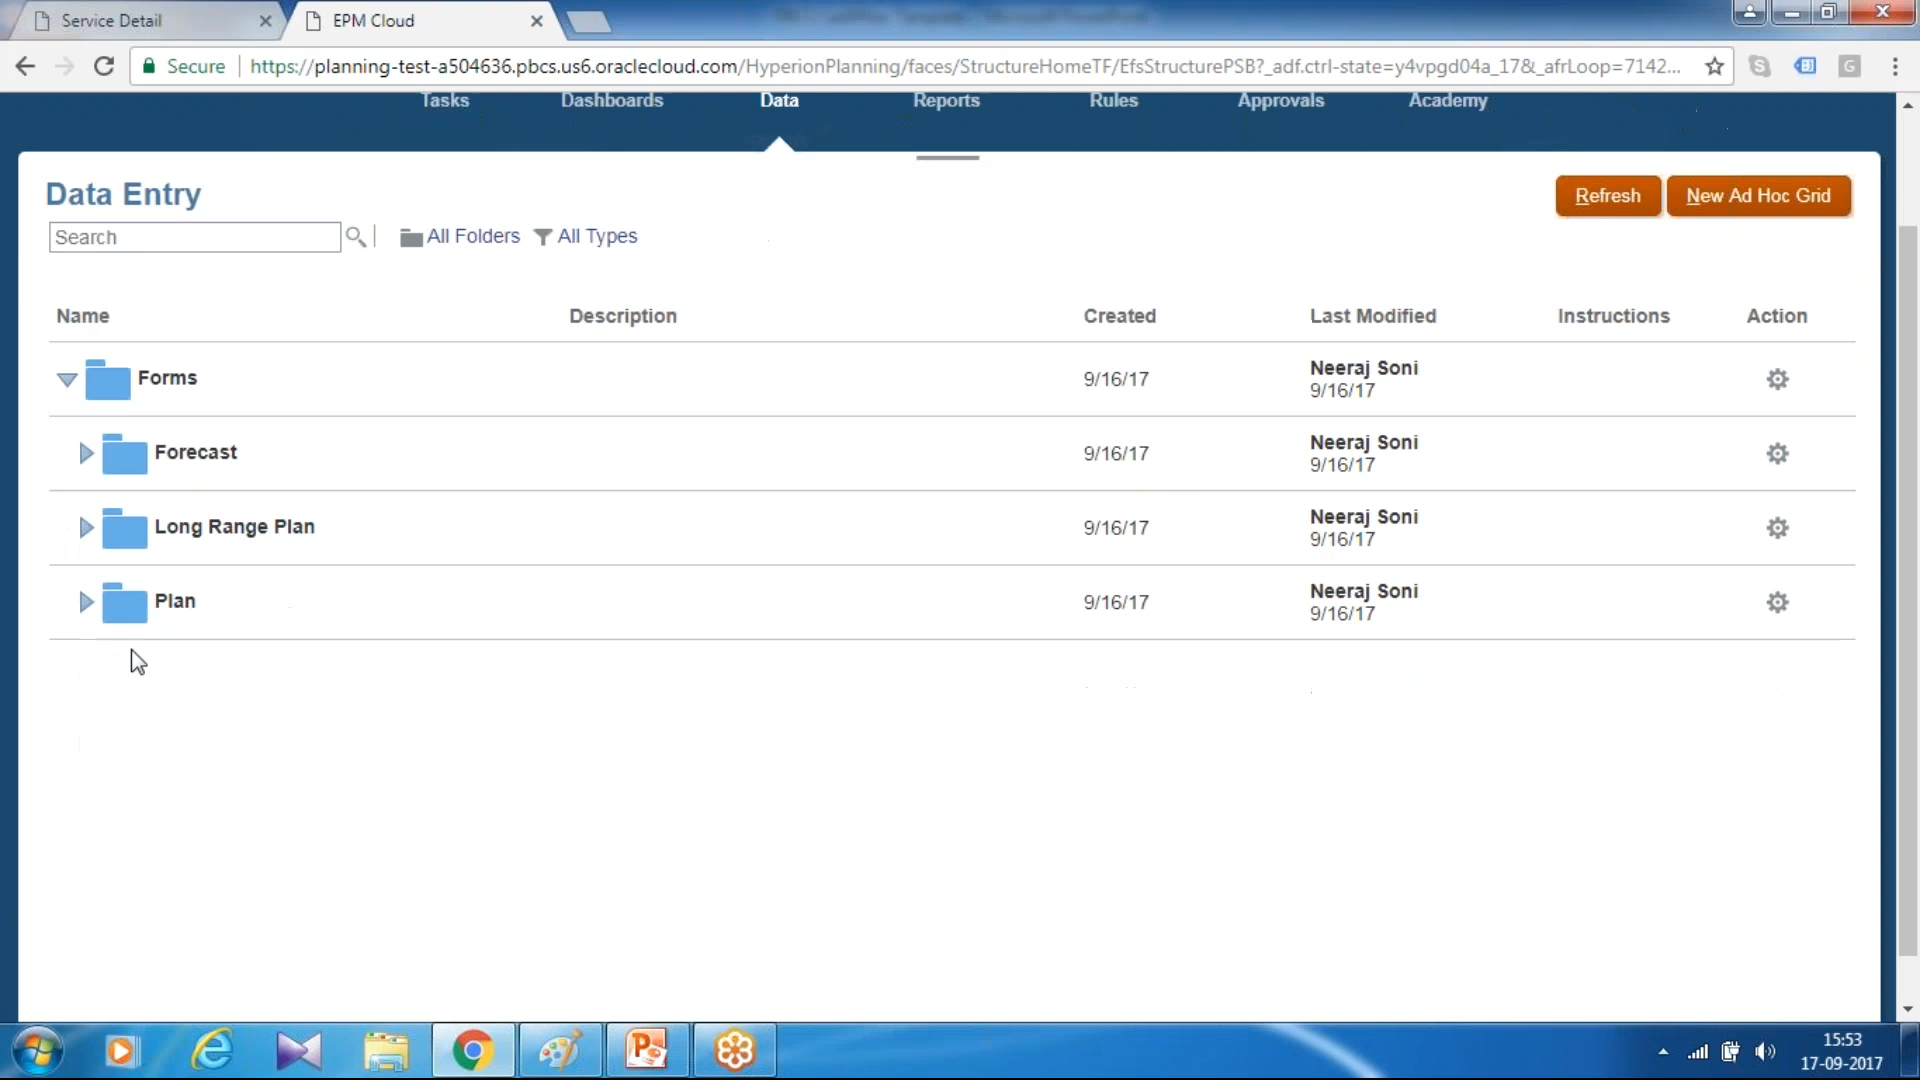 Service Detail
EPM Cloud
Secure
https://planning-test-a504636.pbcs.us6.oraclecloud.com/HyperionPlanning/faces/StructureHomeTF/EfsStructurePSB?_adf.ctrl-state=y4vpgd04a_17&_afrLoop=7142...
Tasks Dashboards Data Reports Rules Approvals Academy
Data Entry
Refresh New Ad Hoc Grid
Search
All Folders All Types
Name Description Created Last Modified Instructions Action
Forms 9/16/17 Neeraj Soni
9/16/17
Forecast 9/16/17 Neeraj Soni
9/16/17
Long Range Plan 9/16/17 Neeraj Soni
9/16/17
Plan 9/16/17 Neeraj Soni
9/16/17
15:53
17-09-2017